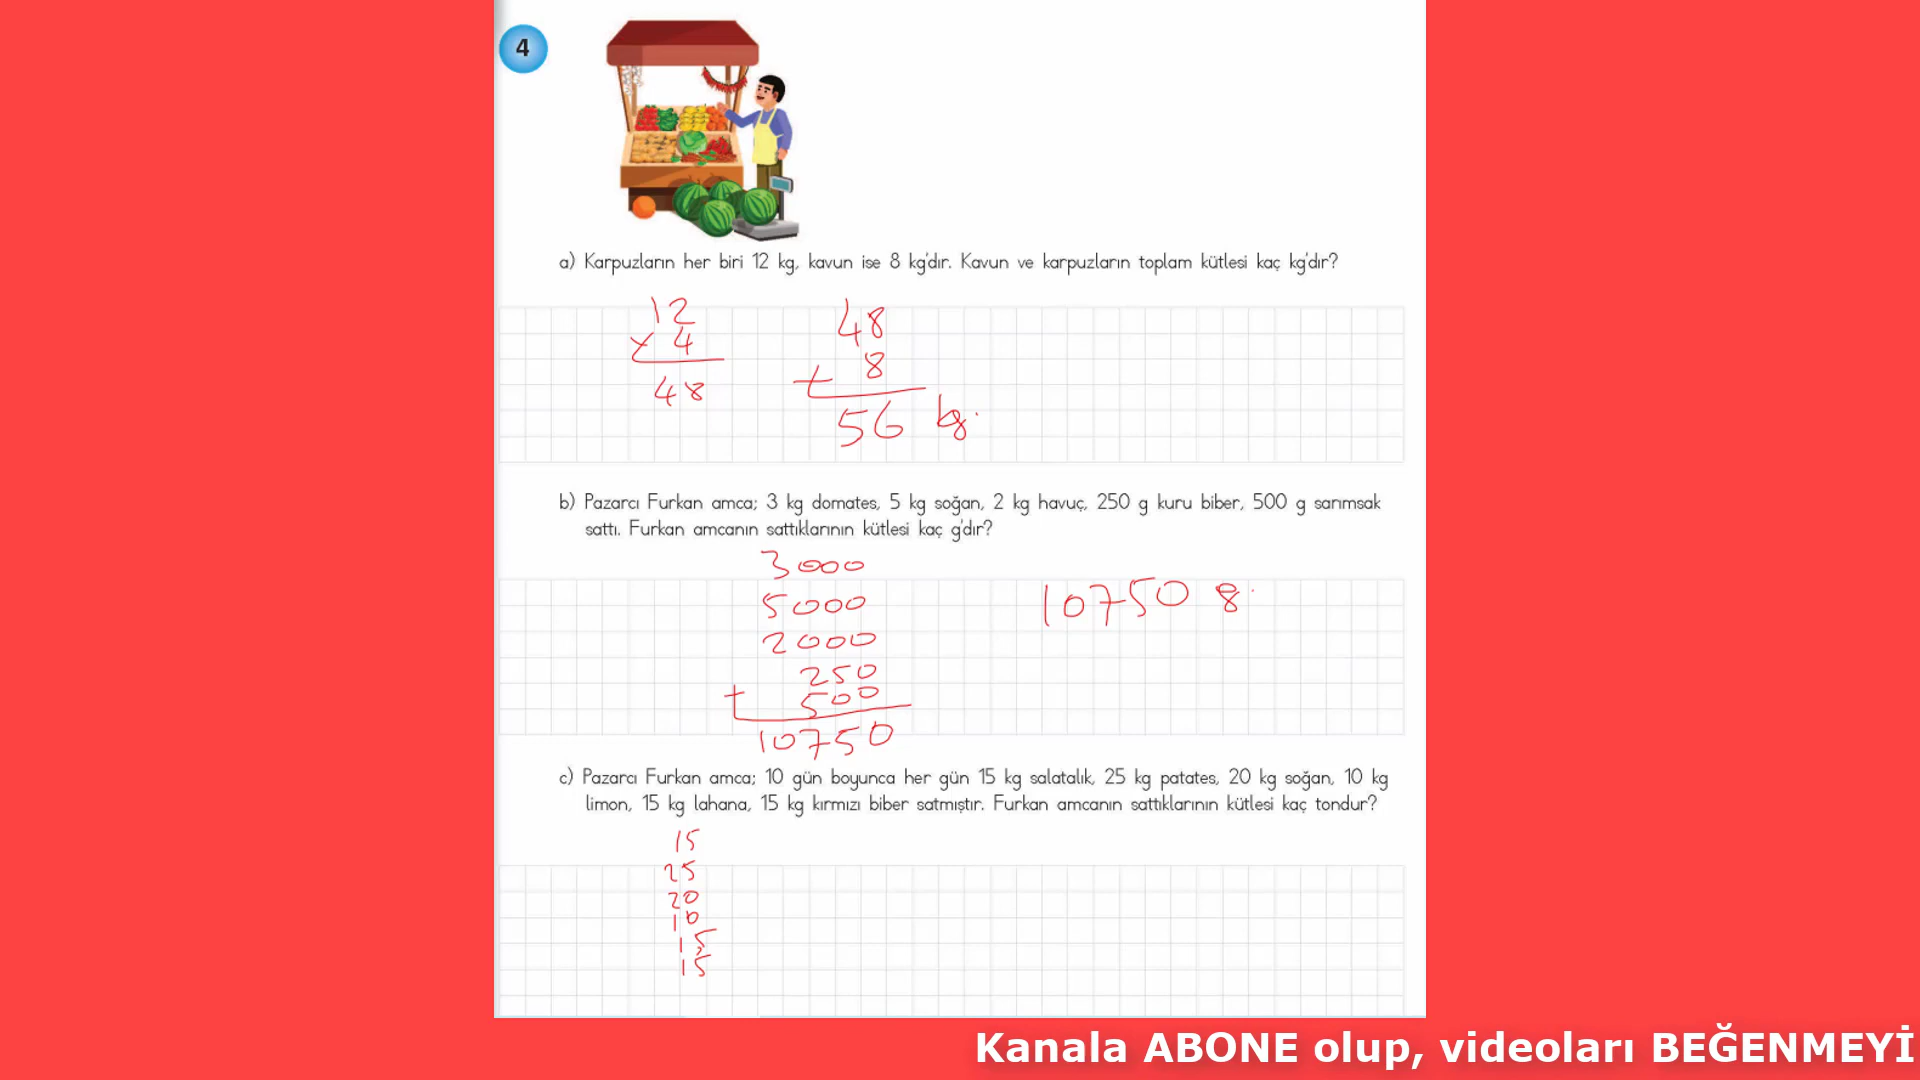 4
a) Karpuzların her biri 12 kg, kavun ise 8 kg'dır. Kavun ve karpuzların toplam kütlesi kaç kg'dır?
12
x 4
48
48
+ 8
56 kg.
b) Pazarcı Furkan amca; 3 kg domates, 5 kg soğan, 2 kg havuç, 250 g kuru biber, 500 g sarımsak
sattı. Furkan amcanın sattıklarının kütlesi kaç g'dır?
3000
5000
2000
250
+ 500
10750
10750 g.
c) Pazarcı Furkan amca; 10 gün boyunca her gün 15 kg salatalık, 25 kg patates, 20 kg soğan, 10 kg
limon, 15 kg lahana, 15 kg kırmızı biber satmıştır. Furkan amcanın sattıklarının kütlesi kaç tondur?
15
25
20
10
15
15
Kanala ABONE olup, videoları BEĞENMEYİ